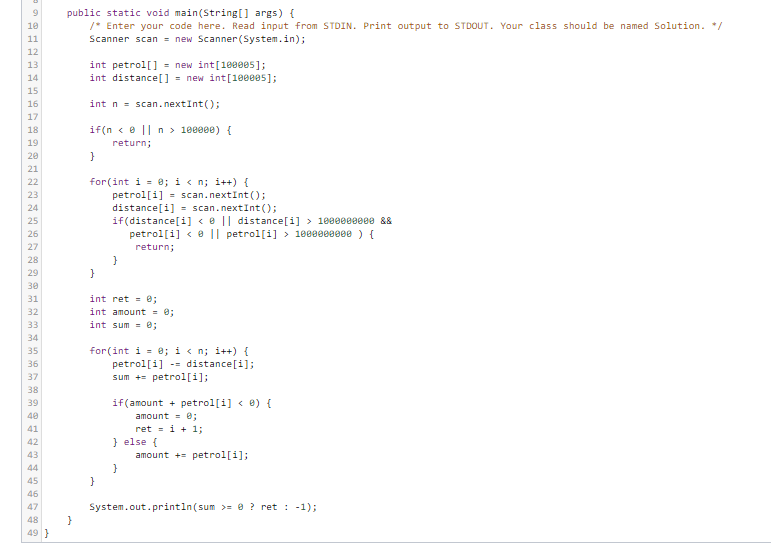 9 public static void main(String[] args) {
10 /* Enter your code here. Read input from STDIN. Print output to STDOUT. Your class should be named Solution. */
11 Scanner scan = new Scanner(System.in);
12
13 int petrol[] = new int[100005];
14 int distance[] = new int[100005];
15
16 int n = scan.nextInt();
17
18 if(n < 0 || n > 100000) {
19 return;
20 }
21
22 for(int i = 0; i < n; i++) {
23 petrol[i] = scan.nextInt();
24 distance[i] = scan.nextInt();
25 if(distance[i] < 0 || distance[i] > 1000000000 &&
26 petrol[i] < 0 || petrol[i] > 1000000000 ) {
27 return;
28 }
29 }
30
31 int ret = 0;
32 int amount = 0;
33 int sum = 0;
34
35 for(int i = 0; i < n; i++) {
36 petrol[i] -= distance[i];
37 sum += petrol[i];
38
39 if(amount + petrol[i] < 0) {
40 amount = 0;
41 ret = i + 1;
42 } else {
43 amount += petrol[i];
44 }
45 }
46
47 System.out.println(sum >= 0 ? ret : -1);
48 }
49 }